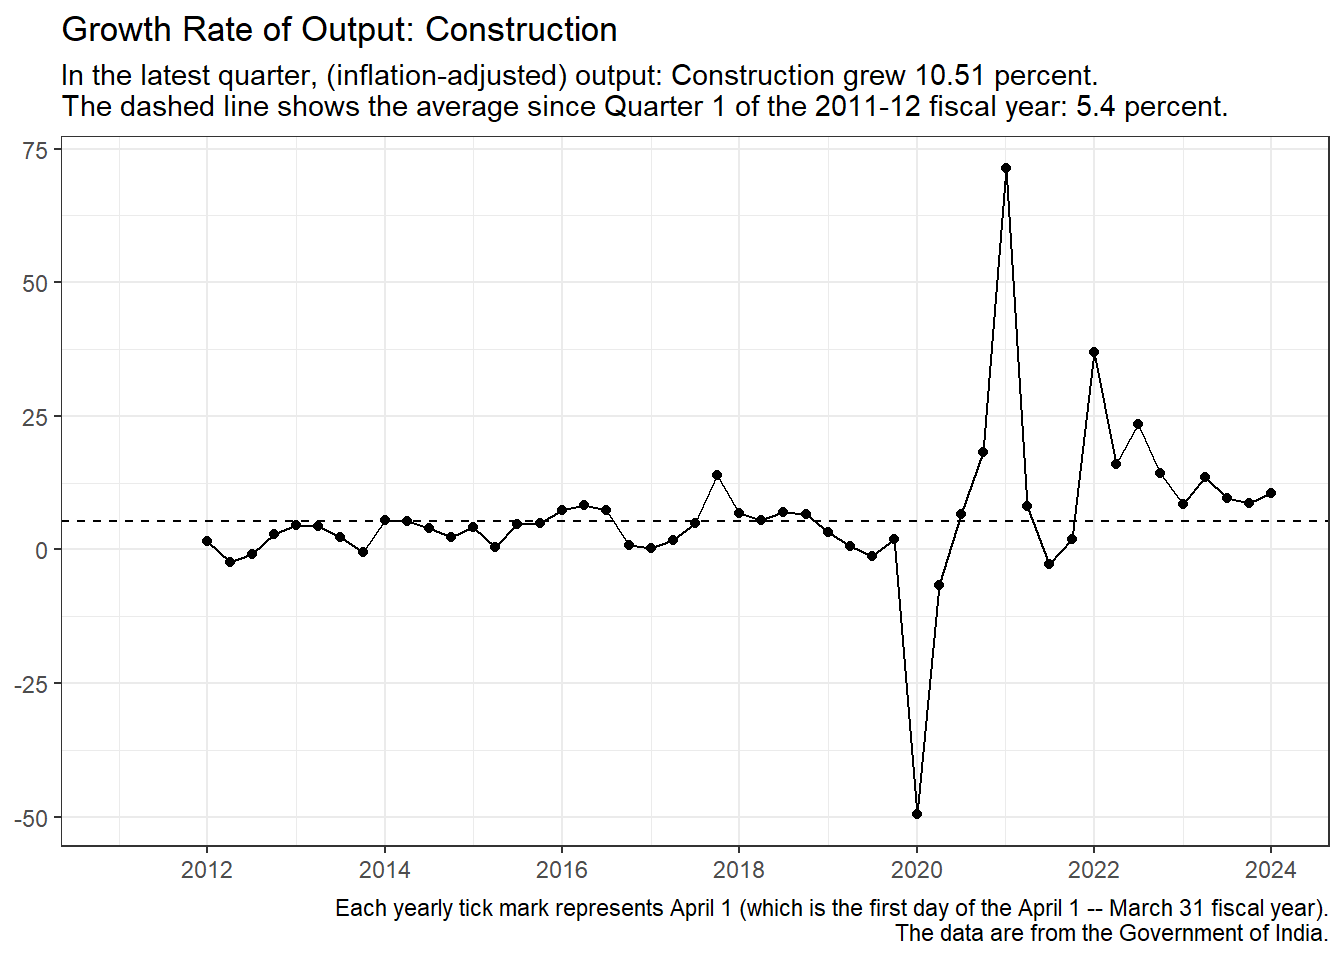 Growth Rate of Output: Construction
In the latest quarter, (inflation-adjusted) output: Construction grew 10.51 percent.
The dashed line shows the average since Quarter 1 of the 2011-12 fiscal year: 5.4 percent.
75
50
25
0
-25
-50
2012 2014 2016 2018 2020 2022 2024
Each yearly tick mark represents April 1 (which is the first day of the April 1 -- March 31 fiscal year).
The data are from the Government of India.